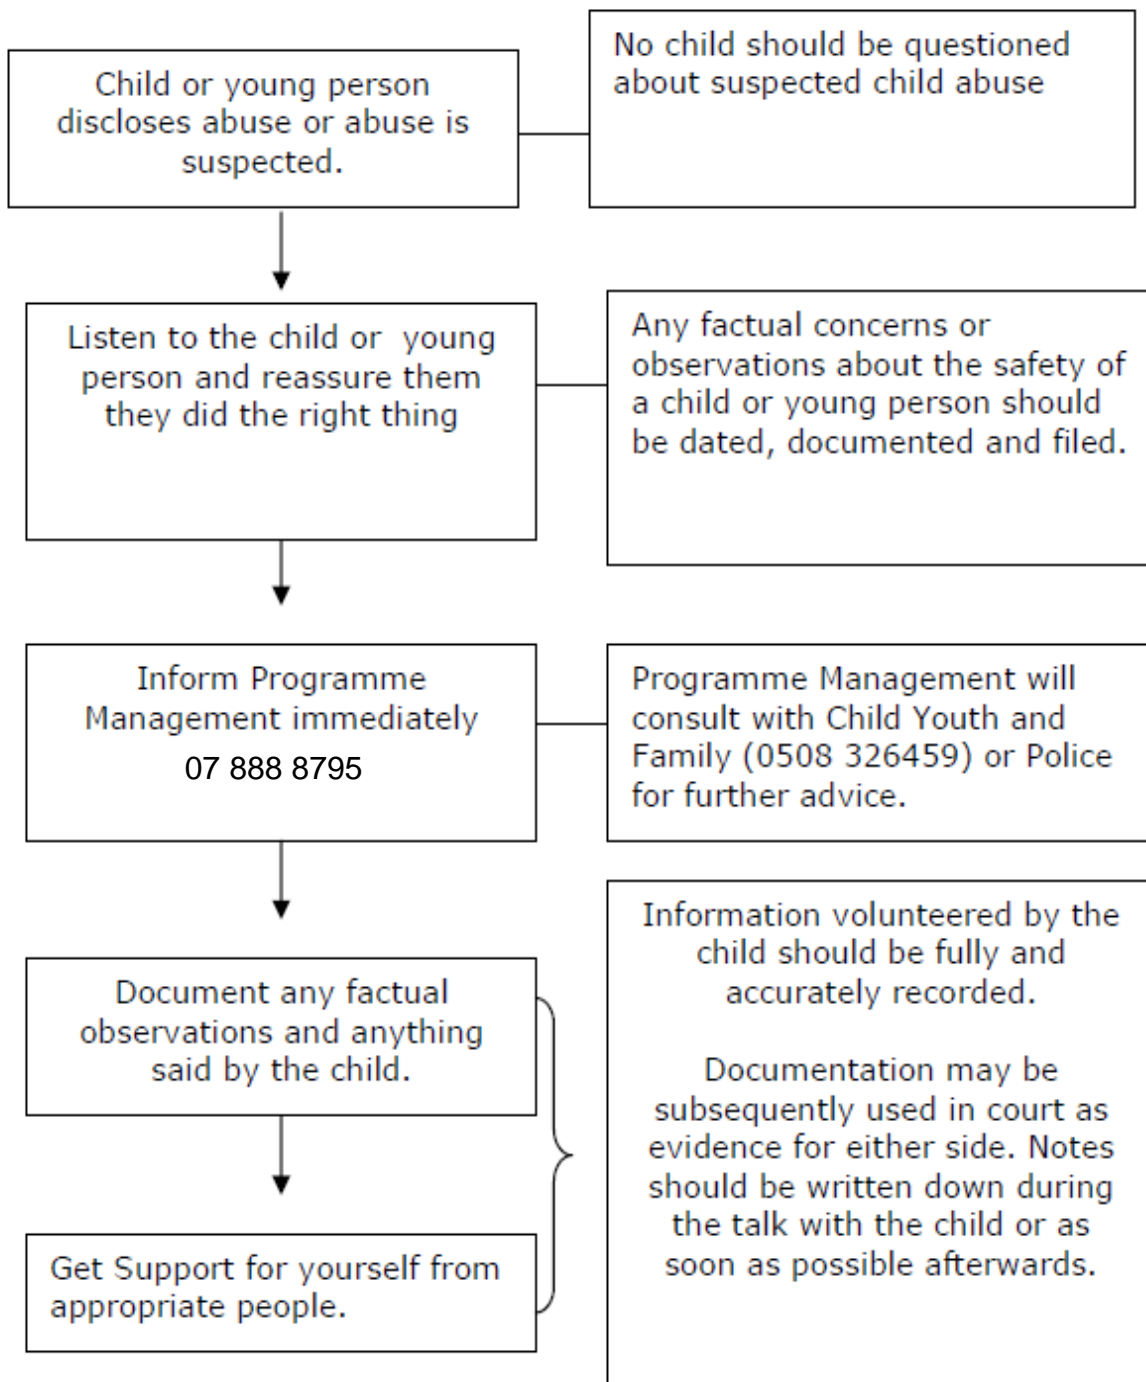 Child or young person
discloses abuse or abuse is
suspected.
No child should be questioned
about suspected child abuse
Listen to the child or young
person and reassure them
they did the right thing
Any factual concerns or
observations about the safety of
a child or young person should
be dated, documented and filed.
Inform Programme
Management immediately
07 888 8795
Programme Management will
consult with Child Youth and
Family (0508 326459) or Police
for further advice.
Document any factual
observations and anything
said by the child.
Information volunteered by the
child should be fully and
accurately recorded.
Documentation may be
subsequently used in court as
evidence for either side. Notes
should be written down during
the talk with the child or as
soon as possible afterwards.
Get Support for yourself from
appropriate people.